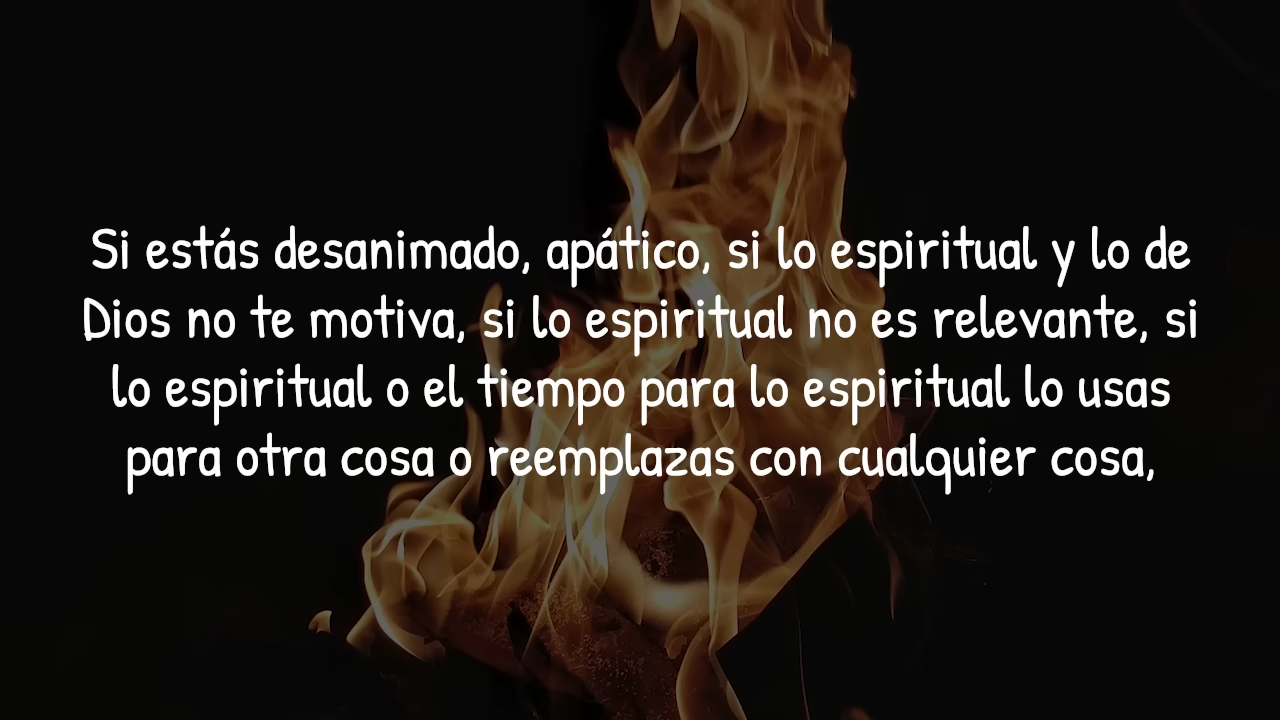 Si estás desanimado, apático, si lo espiritual y lo de
Dios no te motiva, si lo espiritual no es relevante, si
lo espiritual o el tiempo para lo espiritual lo usas
para otra cosa o reemplazas con cualquier cosa,